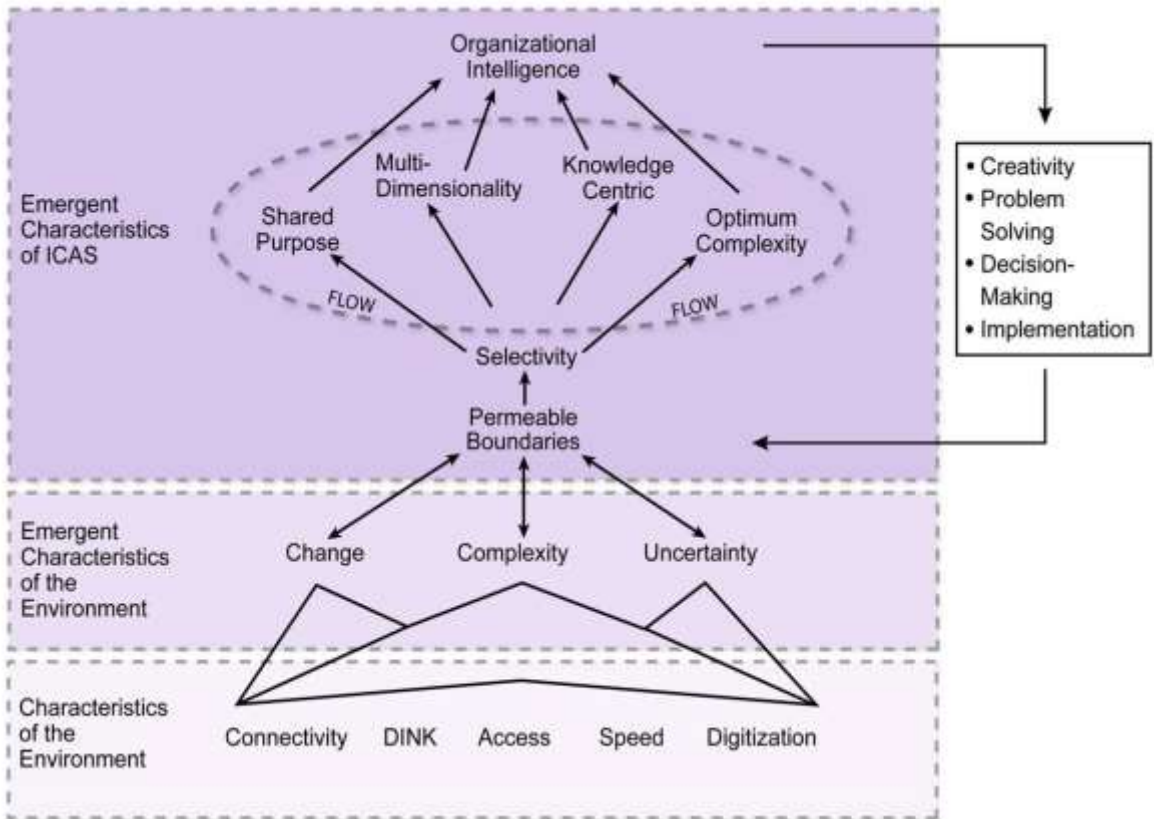 Organizational
Intelligence
Multi-
Dimensionality
Knowledge
Centric
Shared
Purpose
Optimum
Complexity
Emergent
Characteristics
of ICAS
FLOW
FLOW
Selectivity
Permeable
Boundaries
• Creativity
• Problem
Solving
• Decision-
Making
• Implementation
Emergent
Characteristics
of the
Environment
Change
Complexity
Uncertainty
Characteristics
of the
Environment
Connectivity DINK Access Speed Digitization